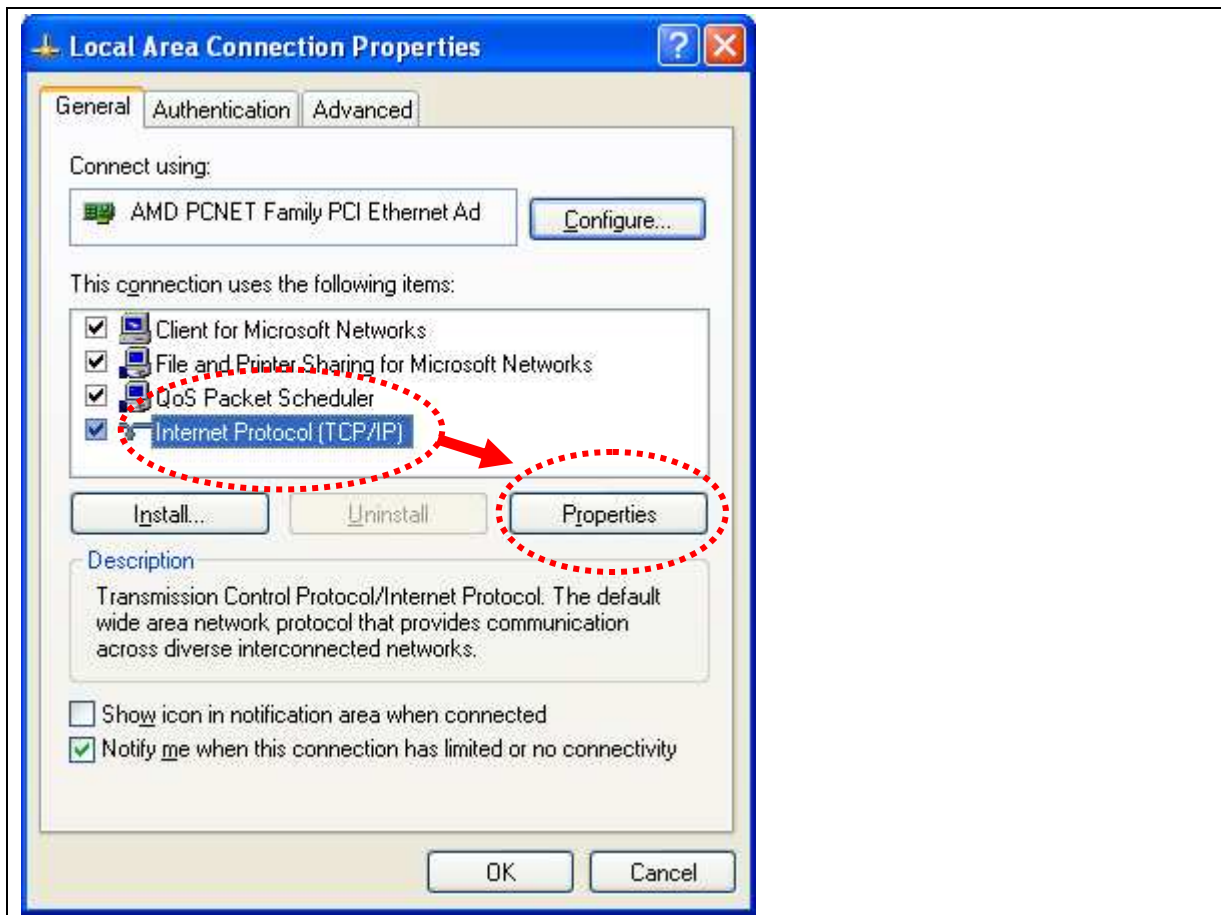 Local Area Connection Properties
General Authentication Advanced
Connect using:
AMD PCNET Family PCI Ethernet Ad Configure...
This connection uses the following items:
Client for Microsoft Networks
File and Printer Sharing for Microsoft Networks
QoS Packet Scheduler
Internet Protocol (TCP/IP)
Install... Uninstall Properties
Description
Transmission Control Protocol/Internet Protocol. The default
wide area network protocol that provides communication
across diverse interconnected networks.
Show icon in notification area when connected
Notify me when this connection has limited or no connectivity
OK Cancel